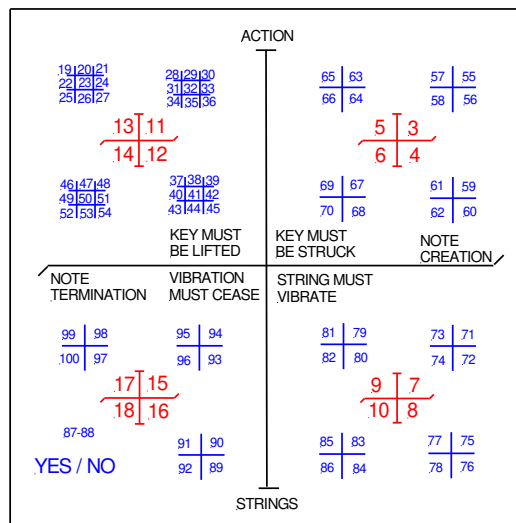 ACTION
19 20 21 28 29 30 65 63 57 55
22 23 24 31 32 33 66 64 58 56
25 26 27 34 35 36
13 11 5 3
14 12 6 4
46 47 48 37 38 39 69 67 61 59
49 50 51 40 41 42 70 68 62 60
52 53 54 43 44 45
KEY MUST KEY MUST NOTE
BE LIFTED BE STRUCK CREATION
NOTE VIBRATION STRING MUST
TERMINATION MUST CEASE VIBRATE
99 98 95 94 81 79 73 71
100 97 96 93 82 80 74 72
17 15 9 7
18 16 10 8
87-88 91 90 85 83 77 75
YES / NO 92 89 86 84 78 76
STRINGS